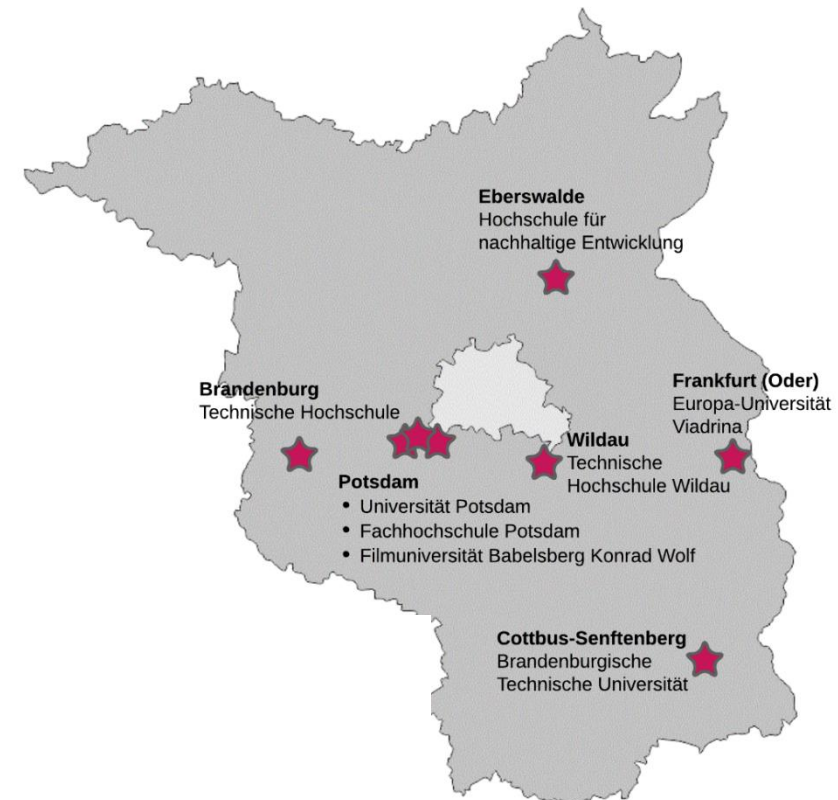 Eberswalde
Hochschule für
nachhaltige Entwicklung
Brandenburg
Technische Hochschule
Frankfurt (Oder)
Europa-Universität
Viadrina
Wildau
Technische
Hochschule Wildau
Potsdam
• Universität Potsdam
• Fachhochschule Potsdam
• Filmuniversität Babelsberg Konrad Wolf
Cottbus-Senftenberg
Brandenburgische
Technische Universität